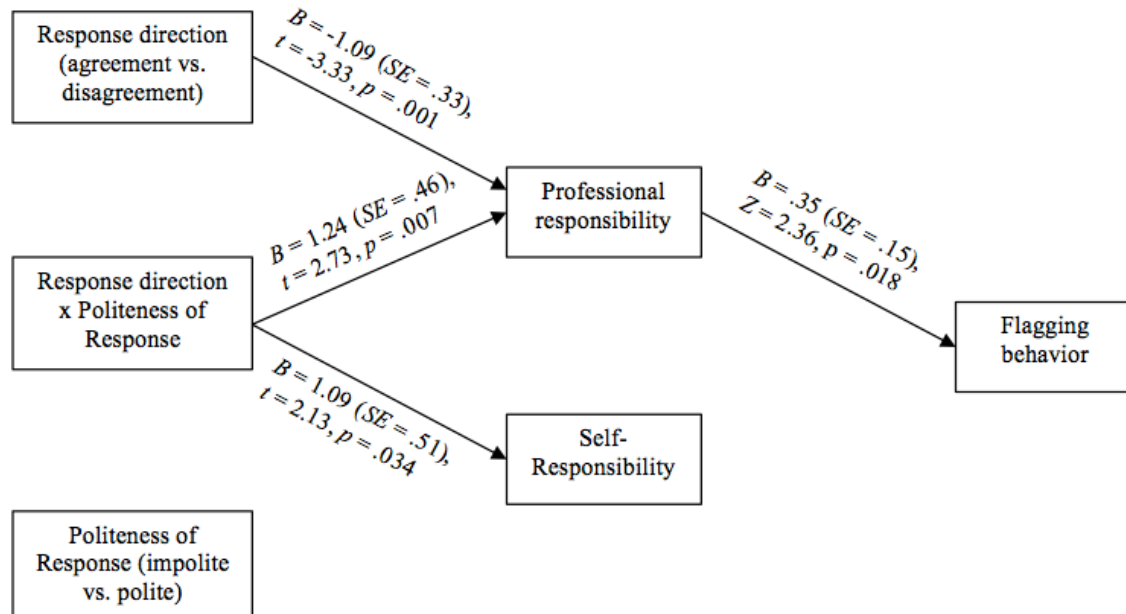 Response direction
(agreement vs.
disagreement)
B = -1.09 (SE = .33),
t = -3.33, p = .001
Professional
responsibility
B = .35 (SE = .15),
Z = 2.36, p = .018
B = 1.24 (SE = .46),
t = 2.73, p = .007
Response direction
x Politeness of
Response
Flagging
behavior
B = 1.09 (SE = .51),
t = 2.13, p = .034
Self-
Responsibility
Politeness of
Response (impolite
vs. polite)